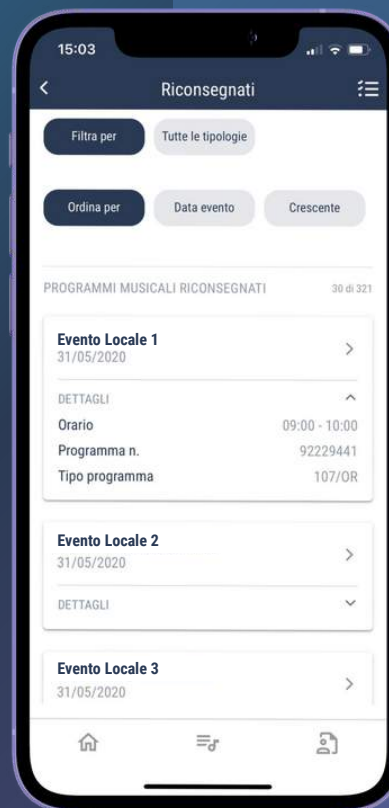 15:03
Riconsegnati
Filtra per Tutte le tipologie
Ordina per Data evento Crescente
PROGRAMMI MUSICALI RICONSEGNATI 30 di 321
Evento Locale 1
31/05/2020
DETTAGLI
Orario 09:00 - 10:00
Programma n. 92229441
Tipo programma 107/OR
Evento Locale 2
31/05/2020
DETTAGLI
Evento Locale 3
31/05/2020